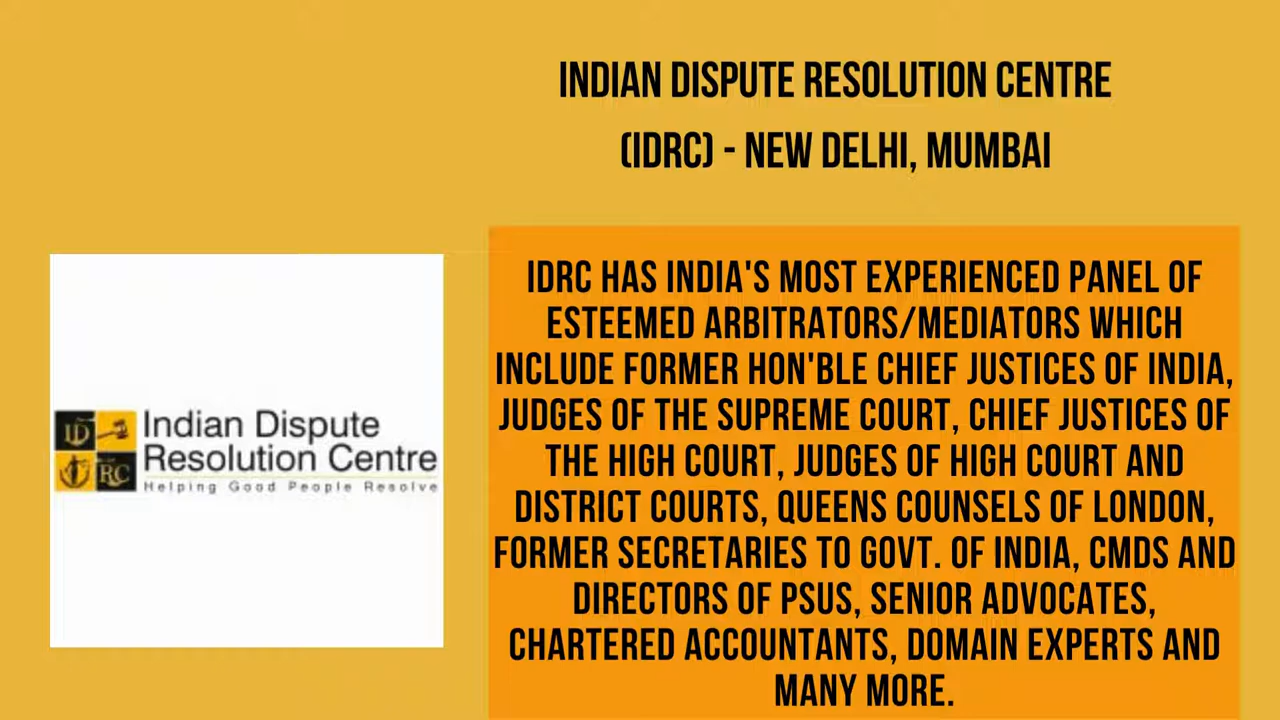 INDIAN DISPUTE RESOLUTION CENTRE
(IDRC) - NEW DELHI, MUMBAI
IDRC HAS INDIA'S MOST EXPERIENCED PANEL OF
ESTEEMED ARBITRATORS/MEDIATORS WHICH
INCLUDE FORMER HON'BLE CHIEF JUSTICES OF INDIA,
JUDGES OF THE SUPREME COURT, CHIEF JUSTICES OF
THE HIGH COURT, JUDGES OF HIGH COURT AND
DISTRICT COURTS, QUEENS COUNSELS OF LONDON,
FORMER SECRETARIES TO GOVT. OF INDIA, CMDS AND
DIRECTORS OF PSUS, SENIOR ADVOCATES,
CHARTERED ACCOUNTANTS, DOMAIN EXPERTS AND
MANY MORE.
ID
RC
Indian Dispute
Resolution Centre
Helping Good People Resolve